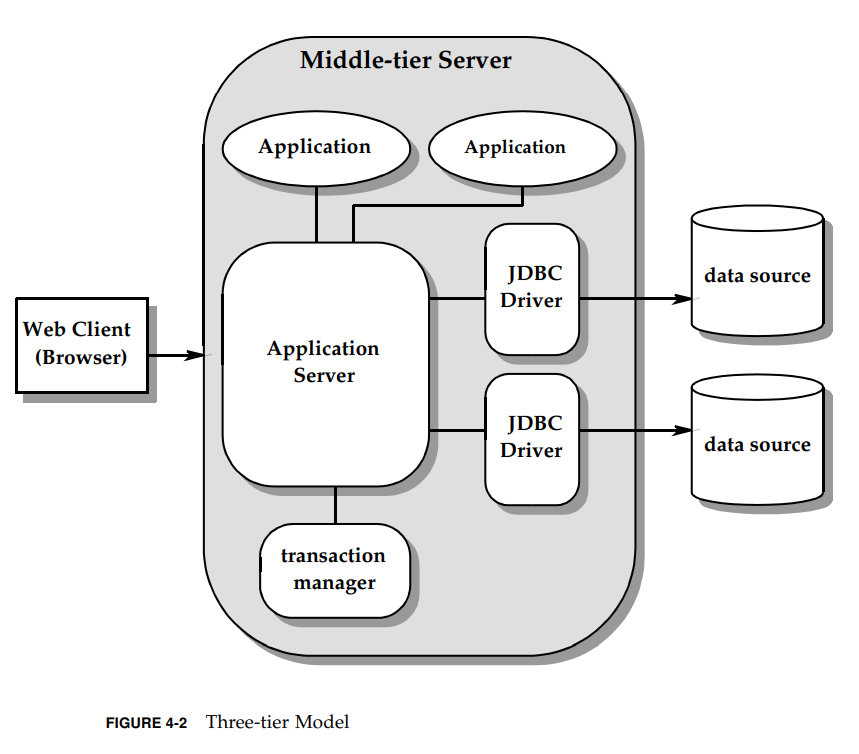 Middle-tier Server
Application
Application
JDBC
Driver
data source
Web Client
(Browser)
Application
Server
JDBC
Driver
data source
transaction
manager
FIGURE 4-2 Three-tier Model